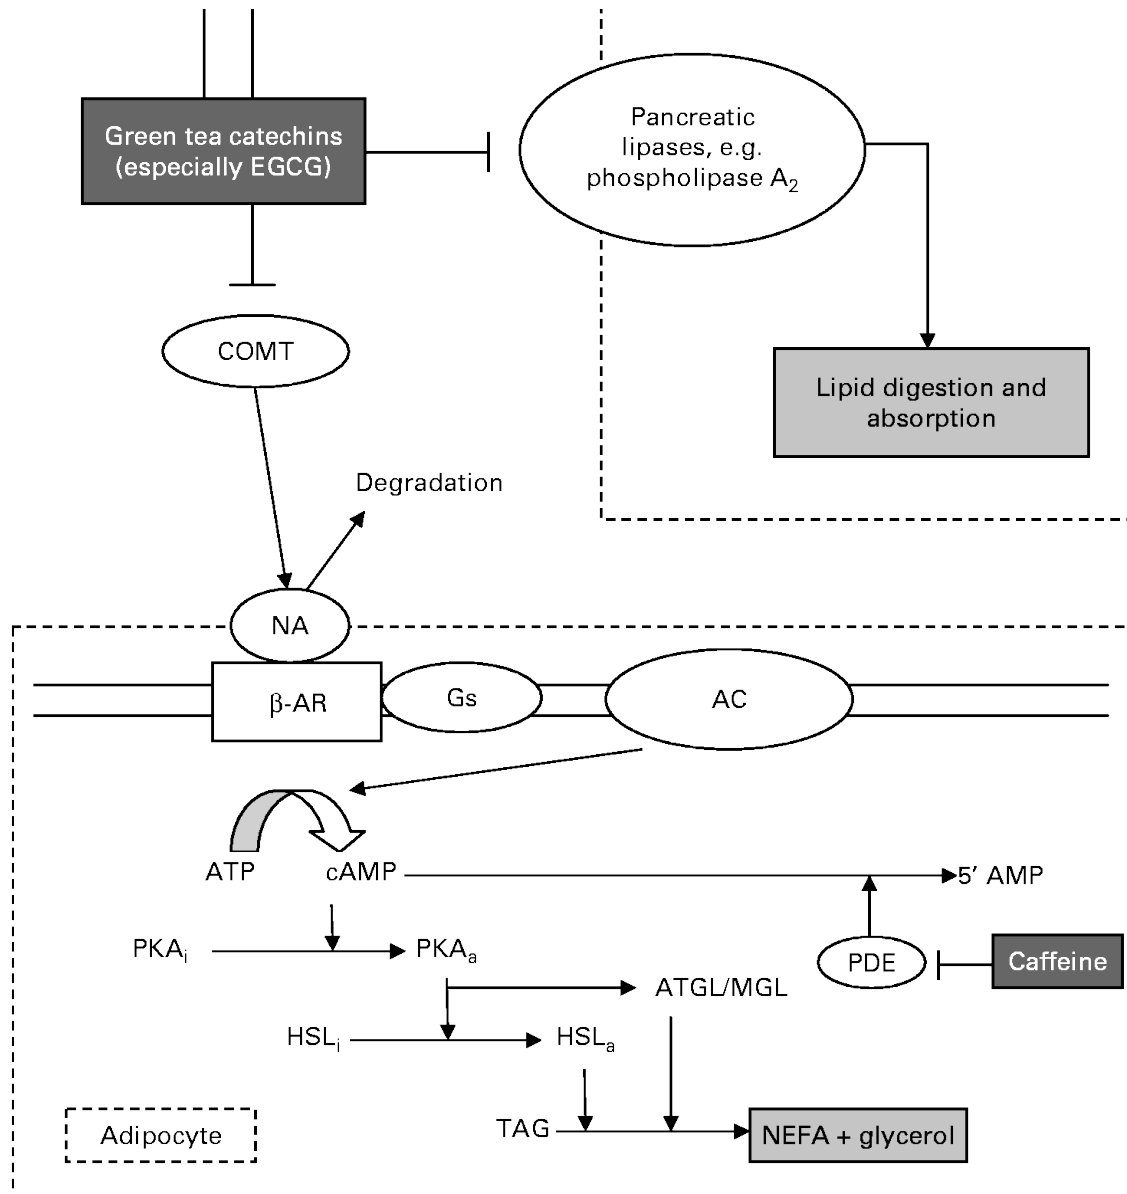 Green tea catechins
(especially EGCG)
Pancreatic
lipases, e.g.
phospholipase A₂
COMT
Lipid digestion and
absorption
Degradation
NA
β-AR
Gs
AC
ATP
cAMP
5′ AMP
PKAᵢ
PKAₐ
PDE
Caffeine
ATGL/MGL
HSLᵢ
HSLₐ
TAG
NEFA + glycerol
Adipocyte